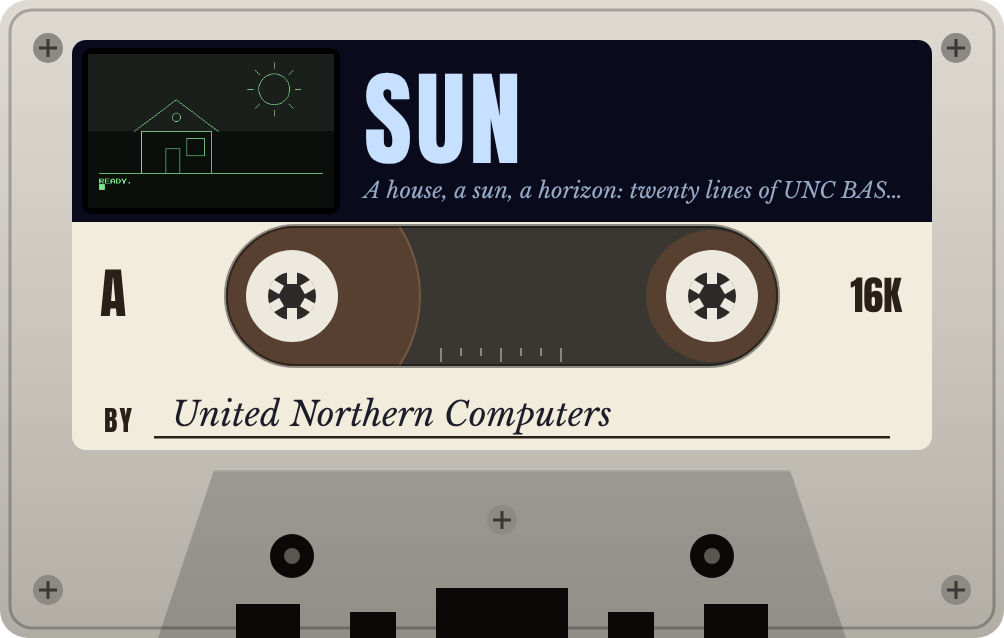 SUN
A house, a sun, a horizon: twenty lines of UNC BAS...
READY.
A
16K
BY United Northern Computers